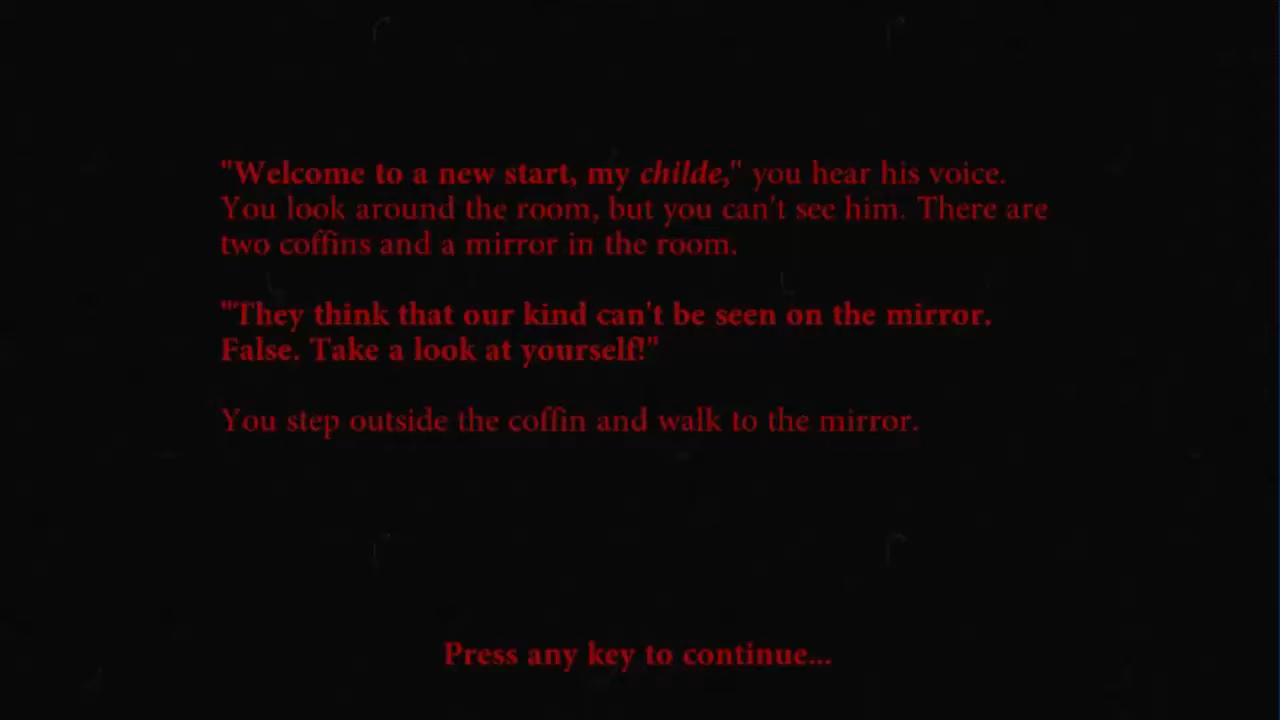 "Welcome to a new start, my childe," you hear his voice.
You look around the room, but you can't see him. There are
two coffins and a mirror in the room.
"They think that our kind can't be seen on the mirror.
False. Take a look at yourself!"
You step outside the coffin and walk to the mirror.
Press any key to continue...